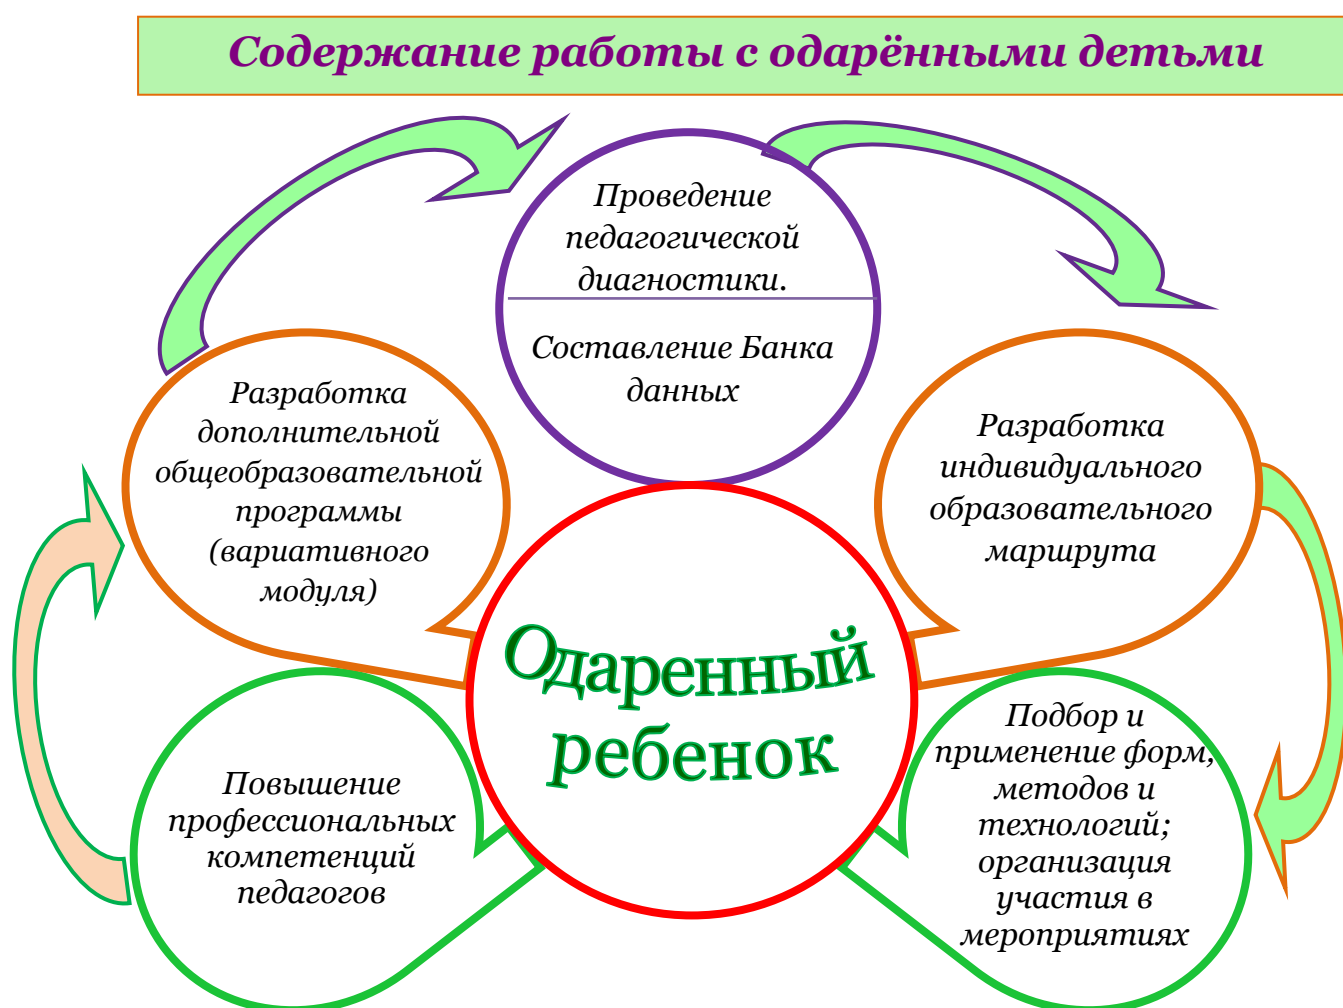 Содержание работы с одарёнными детьми
Проведение
педагогической
диагностики.
Составление Банка
данных
Разработка
дополнительной
общеобразовательной
программы
(вариативного
модуля)
Разработка
индивидуального
образовательного
маршрута
Одаренный
ребенок
Повышение
профессиональных
компетенций
педагогов
Подбор и
применение форм,
методов и
технологий;
организация
участия в
мероприятиях